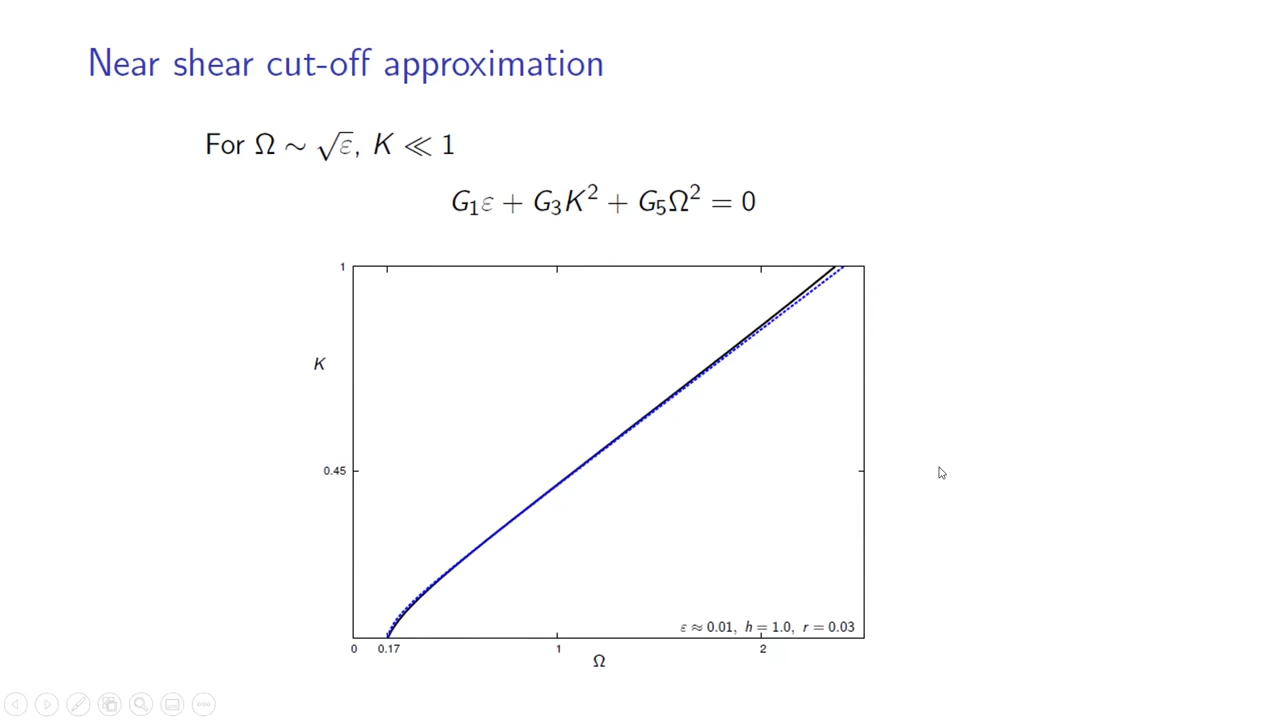 Near shear cut-off approximation
For Ω ∼ √ε, K ≪ 1
G₁ε + G₃K² + G₅Ω² = 0
1
K
0.45
ε ≈ 0.01, h = 1.0, r = 0.03
0 0.17 1 2
Ω